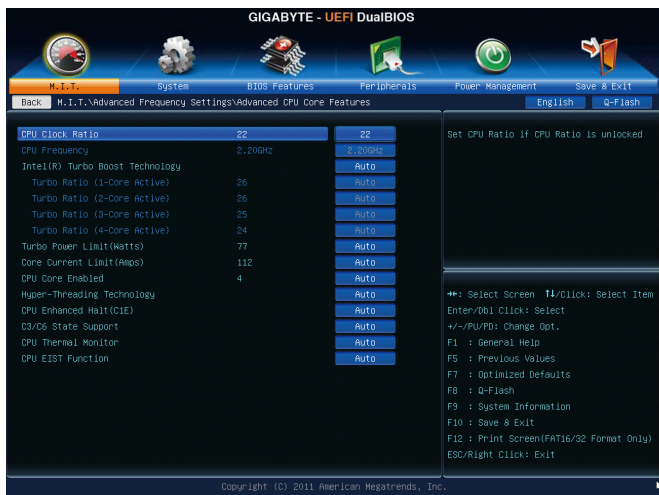 GIGABYTE - UEFI DualBIOS
M.I.T. System BIOS Features Peripherals Power Management Save & Exit
Back M.I.T.\Advanced Frequency Settings\Advanced CPU Core Features English Q-Flash
CPU Clock Ratio 22 22
CPU Frequency 2.20GHz 2.20GHz
Intel(R) Turbo Boost Technology Auto
Turbo Ratio (1-Core Active) 26 Auto
Turbo Ratio (2-Core Active) 26 Auto
Turbo Ratio (3-Core Active) 25 Auto
Turbo Ratio (4-Core Active) 24 Auto
Turbo Power Limit(Watts) 77 Auto
Core Current Limit(Amps) 112 Auto
CPU Core Enabled 4 Auto
Hyper-Threading Technology Auto
CPU Enhanced Halt(C1E) Auto
C3/C6 State Support Auto
CPU Thermal Monitor Auto
CPU EIST Function Auto
Set CPU Ratio if CPU Ratio is unlocked
→←: Select Screen ↑↓/Click: Select Item
Enter/Dbl Click: Select
+/-/PU/PD: Change Opt.
F1 : General Help
F5 : Previous Values
F7 : Optimized Defaults
F8 : Q-Flash
F9 : System Information
F10 : Save & Exit
F12 : Print Screen(FAT16/32 Format Only)
ESC/Right Click: Exit
Copyright (C) 2011 American Megatrends, Inc.